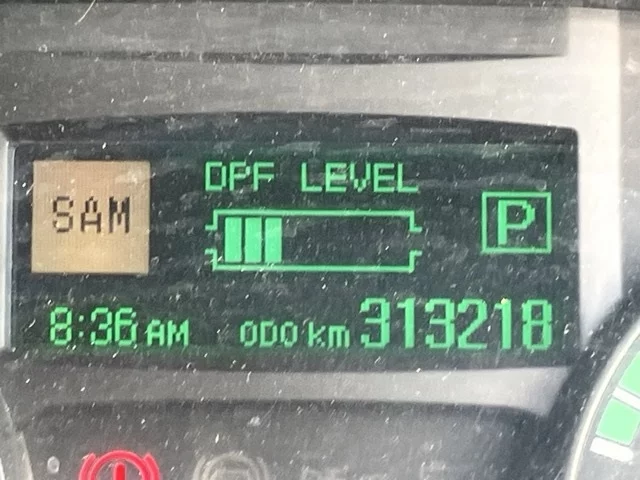 DPF LEVEL
SAM
P
8:36 AM ODO km 313218